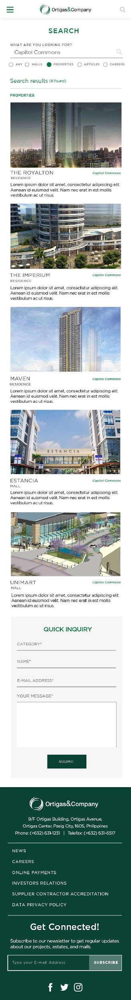 Ortigas&Company
SEARCH
WHAT ARE YOU LOOKING FOR?
Capitol Commons
ANY MALLS PROPERTIES ARTICLES CAREERS
Search results (6 found)
PROPERTIES
THE ROYALTON Capitol Commons
RESIDENCE
Lorem ipsum dolor sit amet, consectetur adipiscing elit.
Aenean id euismod velit. Nam nec erat in est mollis
vestibulum ac ut risus.
THE IMPERIUM Capitol Commons
RESIDENCE
Lorem ipsum dolor sit amet, consectetur adipiscing elit.
Aenean id euismod velit. Nam nec erat in est mollis
vestibulum ac ut risus.
MAVEN Capitol Commons
RESIDENCE
Lorem ipsum dolor sit amet, consectetur adipiscing elit.
Aenean id euismod velit. Nam nec erat in est mollis
vestibulum ac ut risus.
ESTANCIA
ESTANCIA Capitol Commons
MALL
Lorem ipsum dolor sit amet, consectetur adipiscing elit.
Aenean id euismod velit. Nam nec erat in est mollis
vestibulum ac ut risus.
UNIMART Capitol Commons
MALL
Lorem ipsum dolor sit amet, consectetur adipiscing elit.
Aenean id euismod velit. Nam nec erat in est mollis
vestibulum ac ut risus.
QUICK INQUIRY
CATEGORY*
NAME*
E-MAIL ADDRESS*
YOUR MESSAGE*
SUBMIT
Ortigas&Company
9/F Ortigas Building, Ortigas Avenue,
Ortigas Center, Pasig City, 1605, Philippines
Phone: (+632) 631-1231 | Telefax: (+632) 631-6517
NEWS
CAREERS
ONLINE PAYMENTS
INVESTORS RELATIONS
SUPPLIER CONTRACTOR ACCREDITATION
DATA PRIVACY POLICY
Get Connected!
Subscribe to our newsletter to get regular updates
about our projects, estates, and malls.
Type your E-mail Address SUBSCRIBE